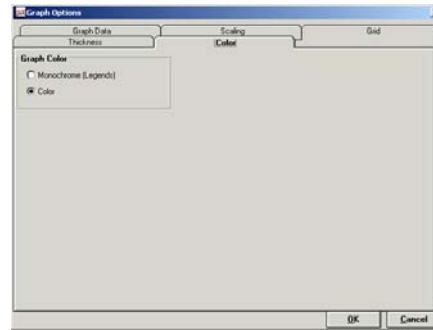 Graph Options
Graph Data Scaling Grid
Thickness Color
Graph Color
Monochrome (Legends)
Color
OK Cancel